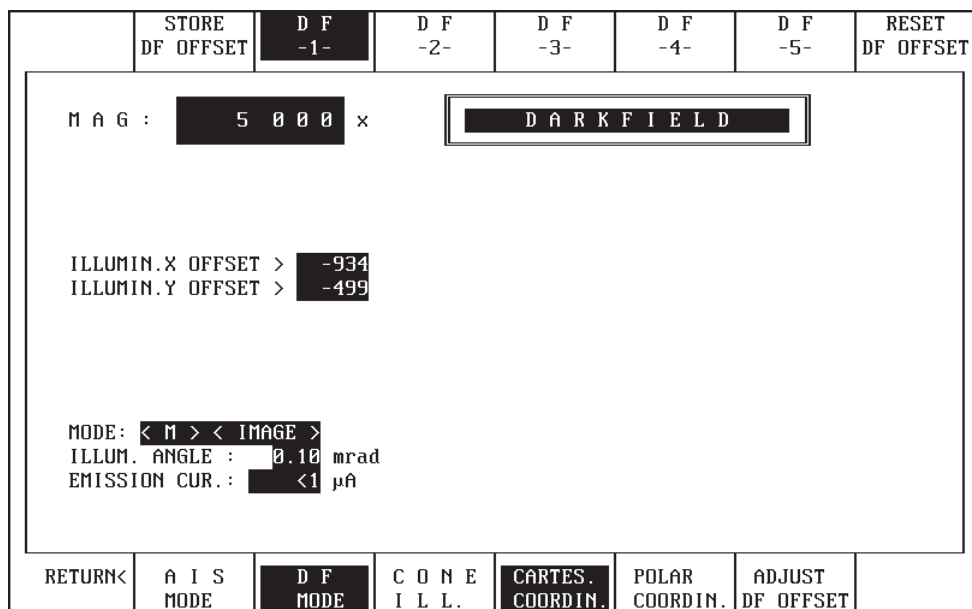 STORE DF OFFSET
D F -1-
D F -2-
D F -3-
D F -4-
D F -5-
RESET DF OFFSET
M A G : 5 0 0 0 x
D A R K F I E L D
ILLUMIN.X OFFSET > -934
ILLUMIN.Y OFFSET > -499
MODE: < M > < IMAGE >
ILLUM. ANGLE : 0.10 mrad
EMISSION CUR.: <1 µA
RETURN<
A I S MODE
D F MODE
C O N E I L L.
CARTES. COORDIN.
POLAR COORDIN.
ADJUST DF OFFSET